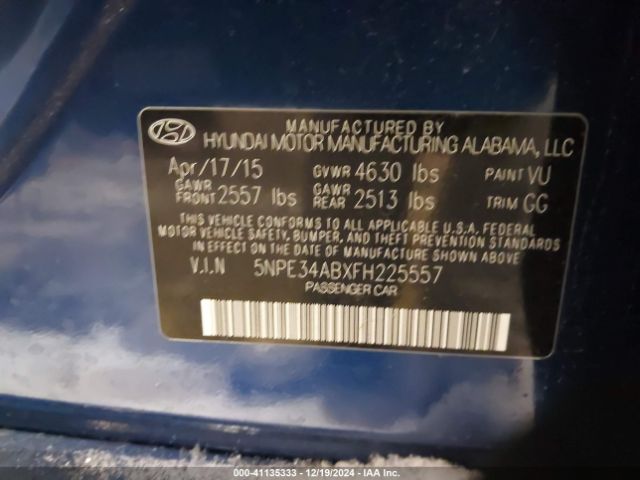 MANUFACTURED BY
HYUNDAI MOTOR MANUFACTURING ALABAMA, LLC
Apr/17/15 GVWR 4630 lbs PAINT VU
GAWR FRONT 2557 lbs GAWR REAR 2513 lbs TRIM GG
THIS VEHICLE CONFORMS TO ALL APPLICABLE U.S.A. FEDERAL
MOTOR VEHICLE SAFETY, BUMPER, AND THEFT PREVENTION STANDARDS
IN EFFECT ON THE DATE OF MANUFACTURE SHOWN ABOVE.
V.I.N 5NPE34ABXFH225557
PASSENGER CAR
000-41135333 - 12/19/2024 - IAA Inc.